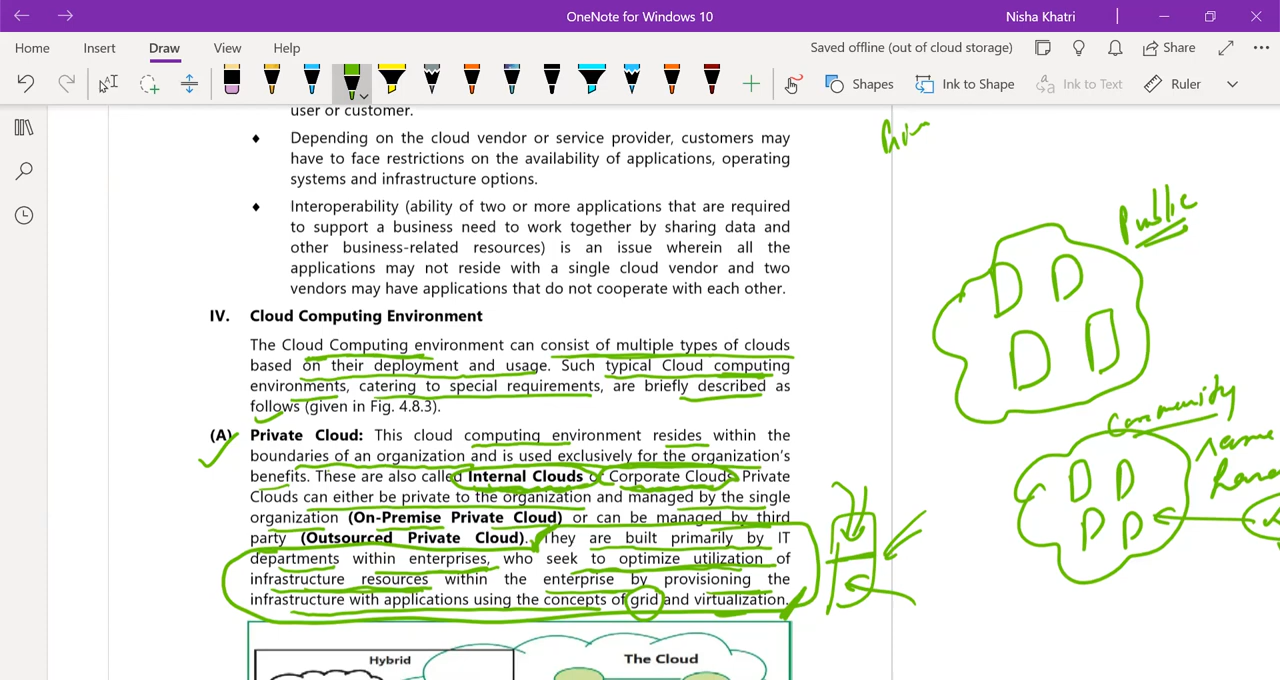 OneNote for Windows 10
Nisha Khatri
Home Insert Draw View Help
Saved offline (out of cloud storage)
Share
Shapes
Ink to Shape
Ink to Text
Ruler
user or customer.
♦ Depending on the cloud vendor or service provider, customers may
have to face restrictions on the availability of applications, operating
systems and infrastructure options.
♦ Interoperability (ability of two or more applications that are required
to support a business need to work together by sharing data and
other business-related resources) is an issue wherein all the
applications may not reside with a single cloud vendor and two
vendors may have applications that do not cooperate with each other.
IV. Cloud Computing Environment
The Cloud Computing environment can consist of multiple types of clouds
based on their deployment and usage. Such typical Cloud computing
environments, catering to special requirements, are briefly described as
follows (given in Fig. 4.8.3).
(A) Private Cloud: This cloud computing environment resides within the
boundaries of an organization and is used exclusively for the organization's
benefits. These are also called Internal Clouds or Corporate Clouds. Private
Clouds can either be private to the organization and managed by the single
organization (On-Premise Private Cloud) or can be managed by third
party (Outsourced Private Cloud). They are built primarily by IT
departments within enterprises, who seek to optimize utilization of
infrastructure resources within the enterprise by provisioning the
infrastructure with applications using the concepts of grid and virtualization.
Hybrid
The Cloud
Public
D D
D D
Community
D D
D D